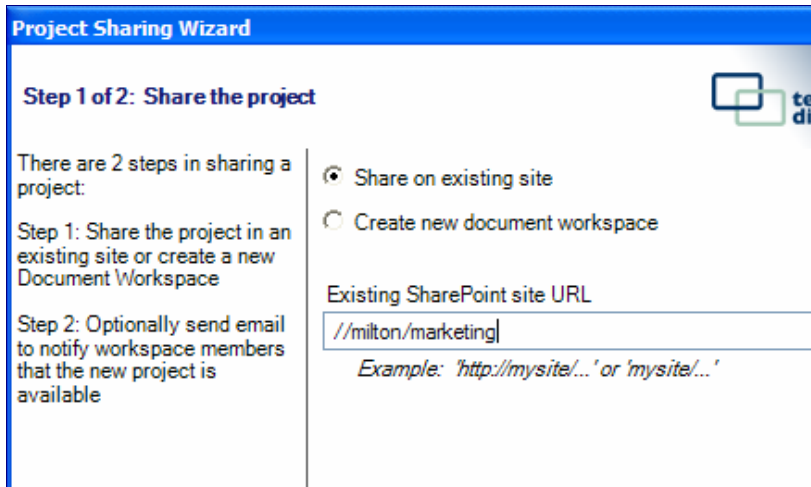 Project Sharing Wizard
Step 1 of 2: Share the project
There are 2 steps in sharing a
project:
Step 1: Share the project in an
existing site or create a new
Document Workspace
Step 2: Optionally send email
to notify workspace members
that the new project is
available
Share on existing site
Create new document workspace
Existing SharePoint site URL
//milton/marketing
Example: 'http://mysite/...' or 'mysite/...'